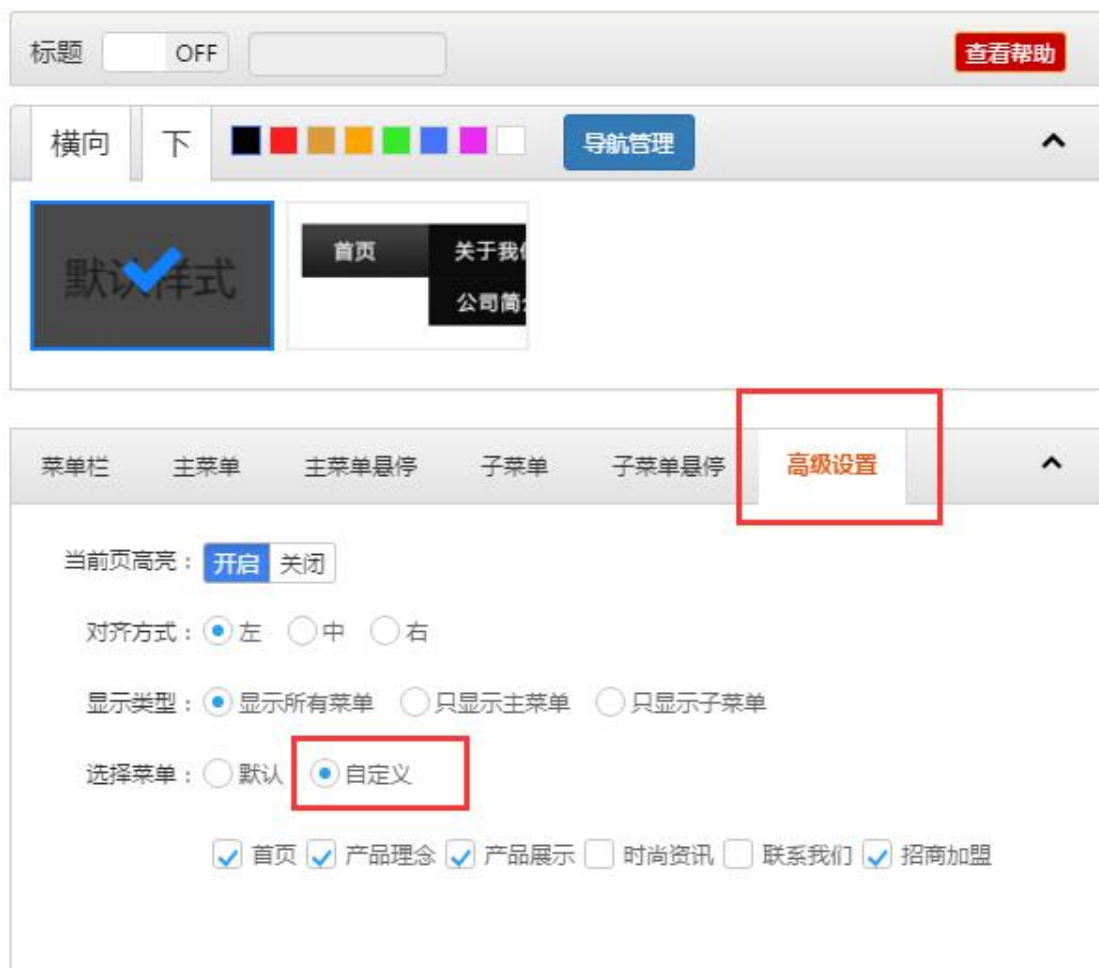 标题 OFF 查看帮助
横向 下 导航管理
默认样式 首页 关于我们
公司简介
菜单栏 主菜单 主菜单悬停 子菜单 子菜单悬停 高级设置
当前页高亮： 开启 关闭
对齐方式： 左 中 右
显示类型： 显示所有菜单 只显示主菜单 只显示子菜单
选择菜单： 默认 自定义
首页 产品理念 产品展示 时尚资讯 联系我们 招商加盟